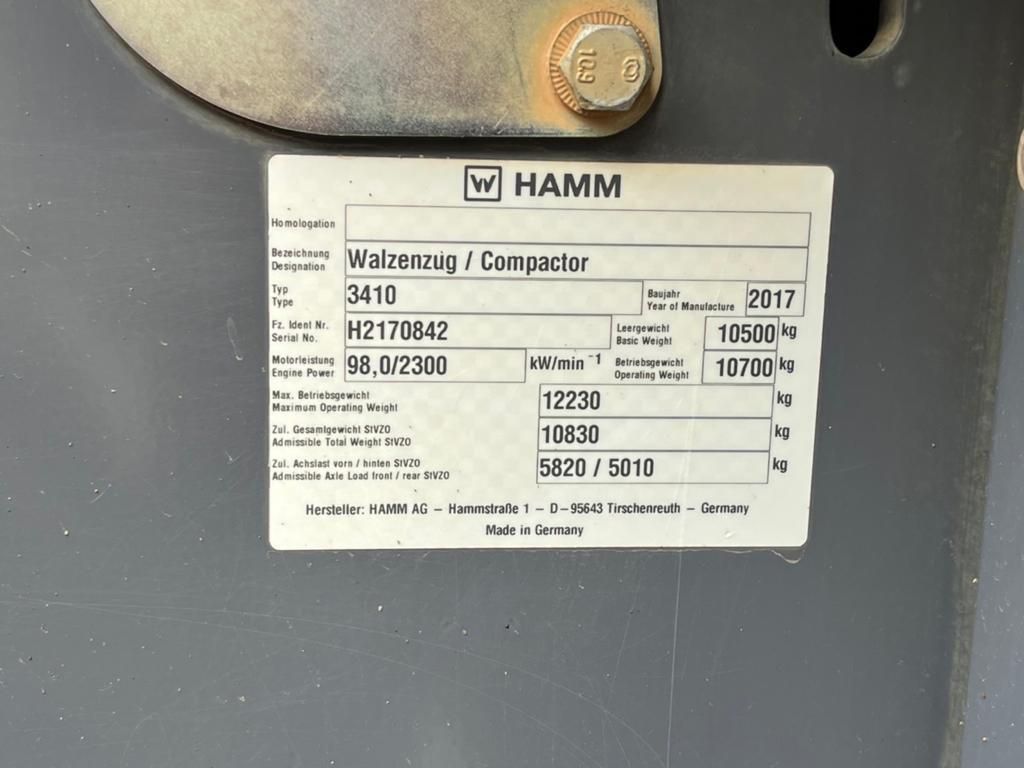 10.9
W HAMM
Homologation
Bezeichnung
Designation
Walzenzug / Compactor
Typ
Type
3410
Baujahr
Year of Manufacture
2017
Fz. Ident Nr.
Serial No.
H2170842
Leergewicht
Basic Weight
10500 kg
Motorleistung
Engine Power
98,0/2300 kW/min⁻¹
Betriebsgewicht
Operating Weight
10700 kg
Max. Betriebsgewicht
Maximum Operating Weight
12230 kg
Zul. Gesamtgewicht StVZO
Admissible Total Weight StVZO
10830 kg
Zul. Achslast vorn / hinten StVZO
Admissible Axle Load front / rear StVZO
5820 / 5010 kg
Hersteller: HAMM AG – Hammstraße 1 – D–95643 Tirschenreuth – Germany
Made in Germany